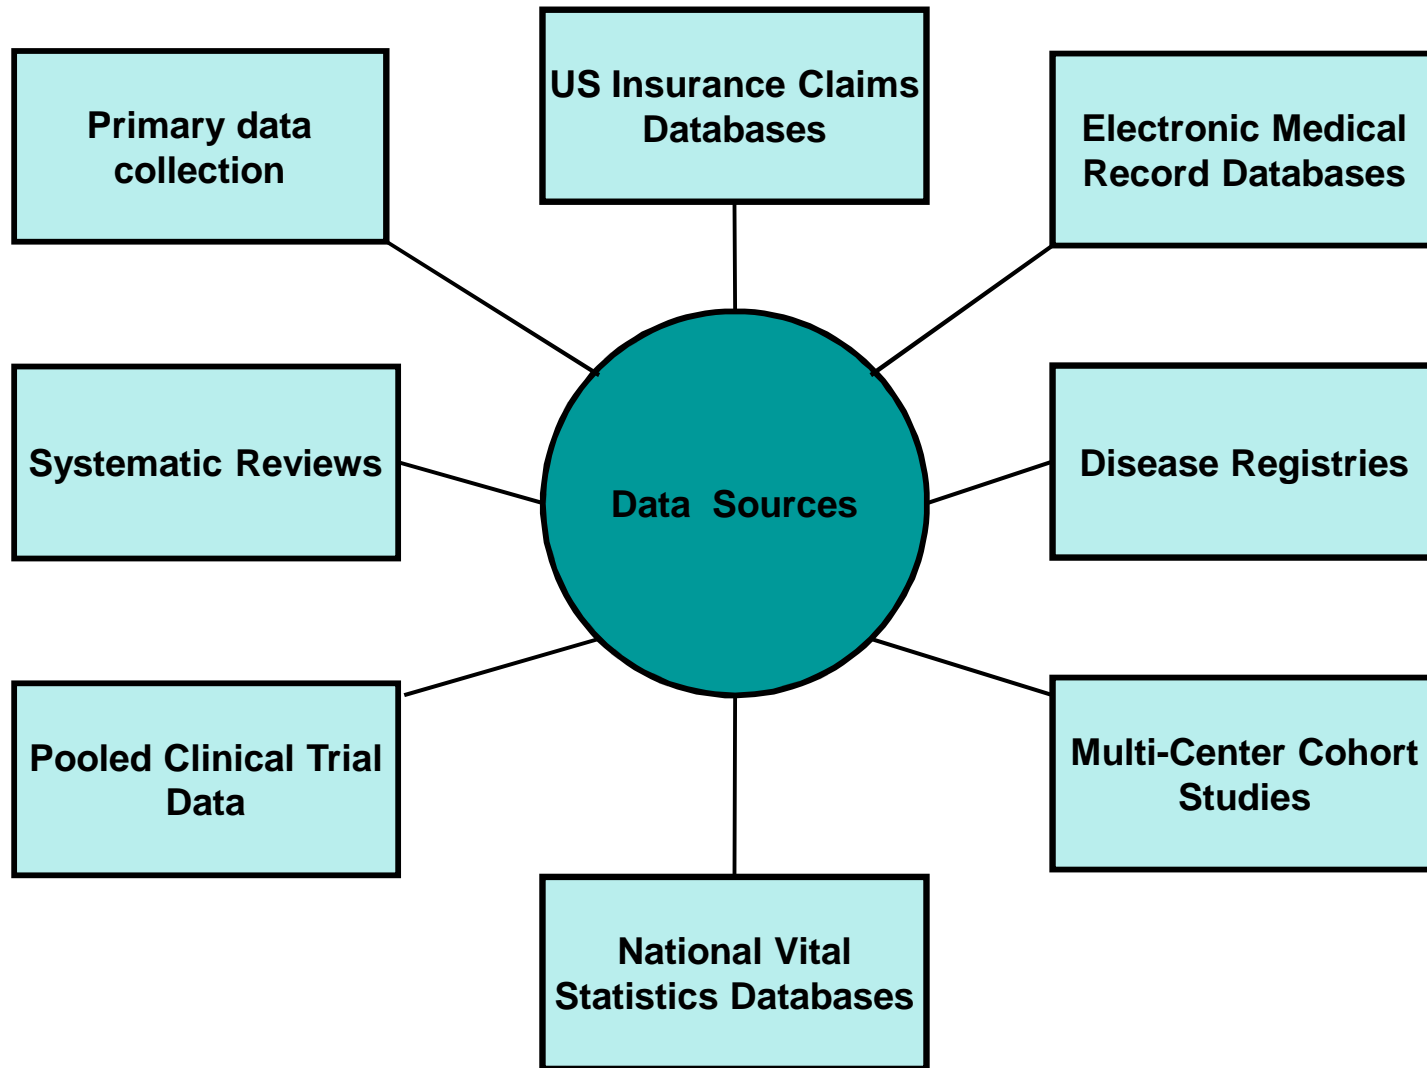 US Insurance Claims
Databases
Primary data
collection
Electronic Medical
Record Databases
Systematic Reviews
Data Sources
Disease Registries
Pooled Clinical Trial
Data
Multi-Center Cohort
Studies
National Vital
Statistics Databases